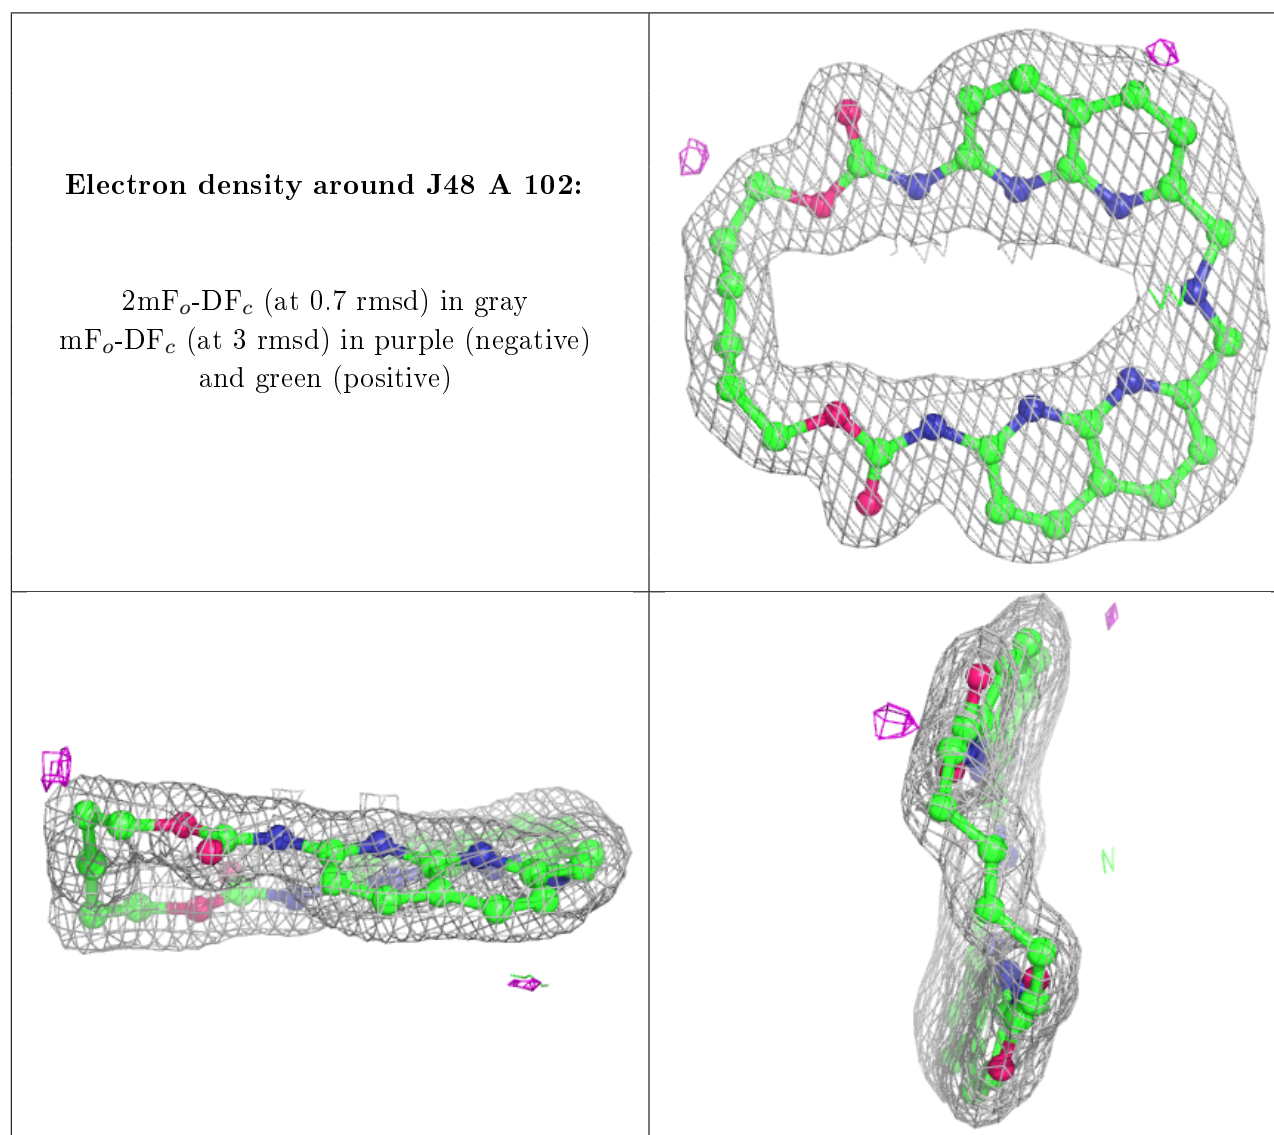 Electron density around J48 A 102:
2mFo-DFc (at 0.7 rmsd) in gray
mFo-DFc (at 3 rmsd) in purple (negative)
and green (positive)